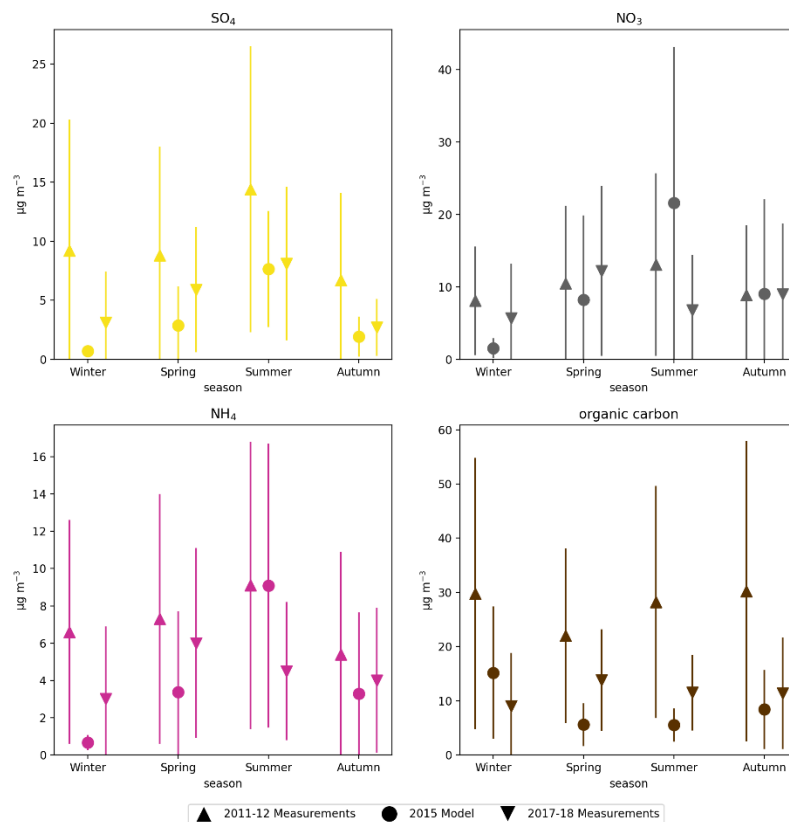 SO₄
25
20
15
10
5
0
µg m⁻³
Winter Spring Summer Autumn
season
NO₃
40
30
20
10
0
µg m⁻³
Winter Spring Summer Autumn
season
NH₄
16
14
12
10
8
6
4
2
0
µg m⁻³
Winter Spring Summer Autumn
season
organic carbon
60
50
40
30
20
10
0
µg m⁻³
Winter Spring Summer Autumn
season
2011-12 Measurements 2015 Model 2017-18 Measurements